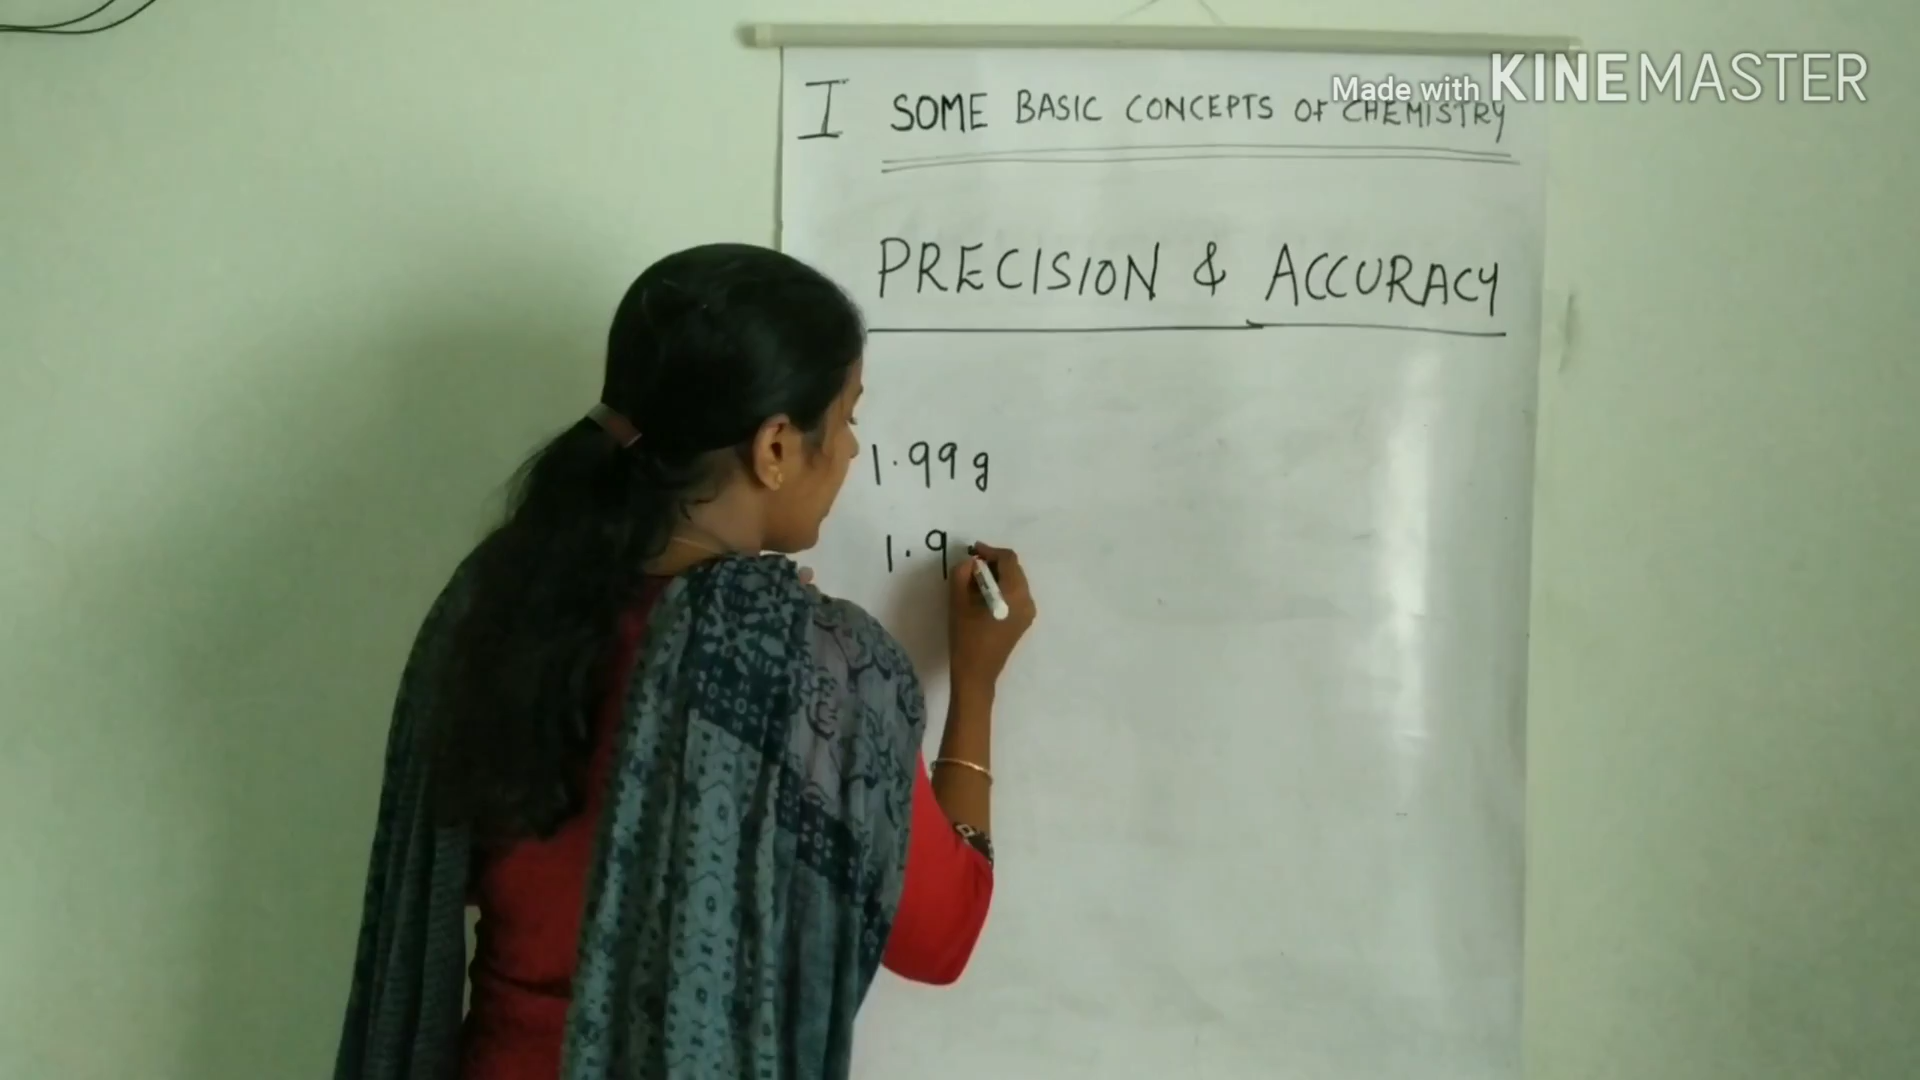 Made with KINEMASTER
I SOME BASIC CONCEPTS OF CHEMISTRY
PRECISION & ACCURACY
1.99g
1.9